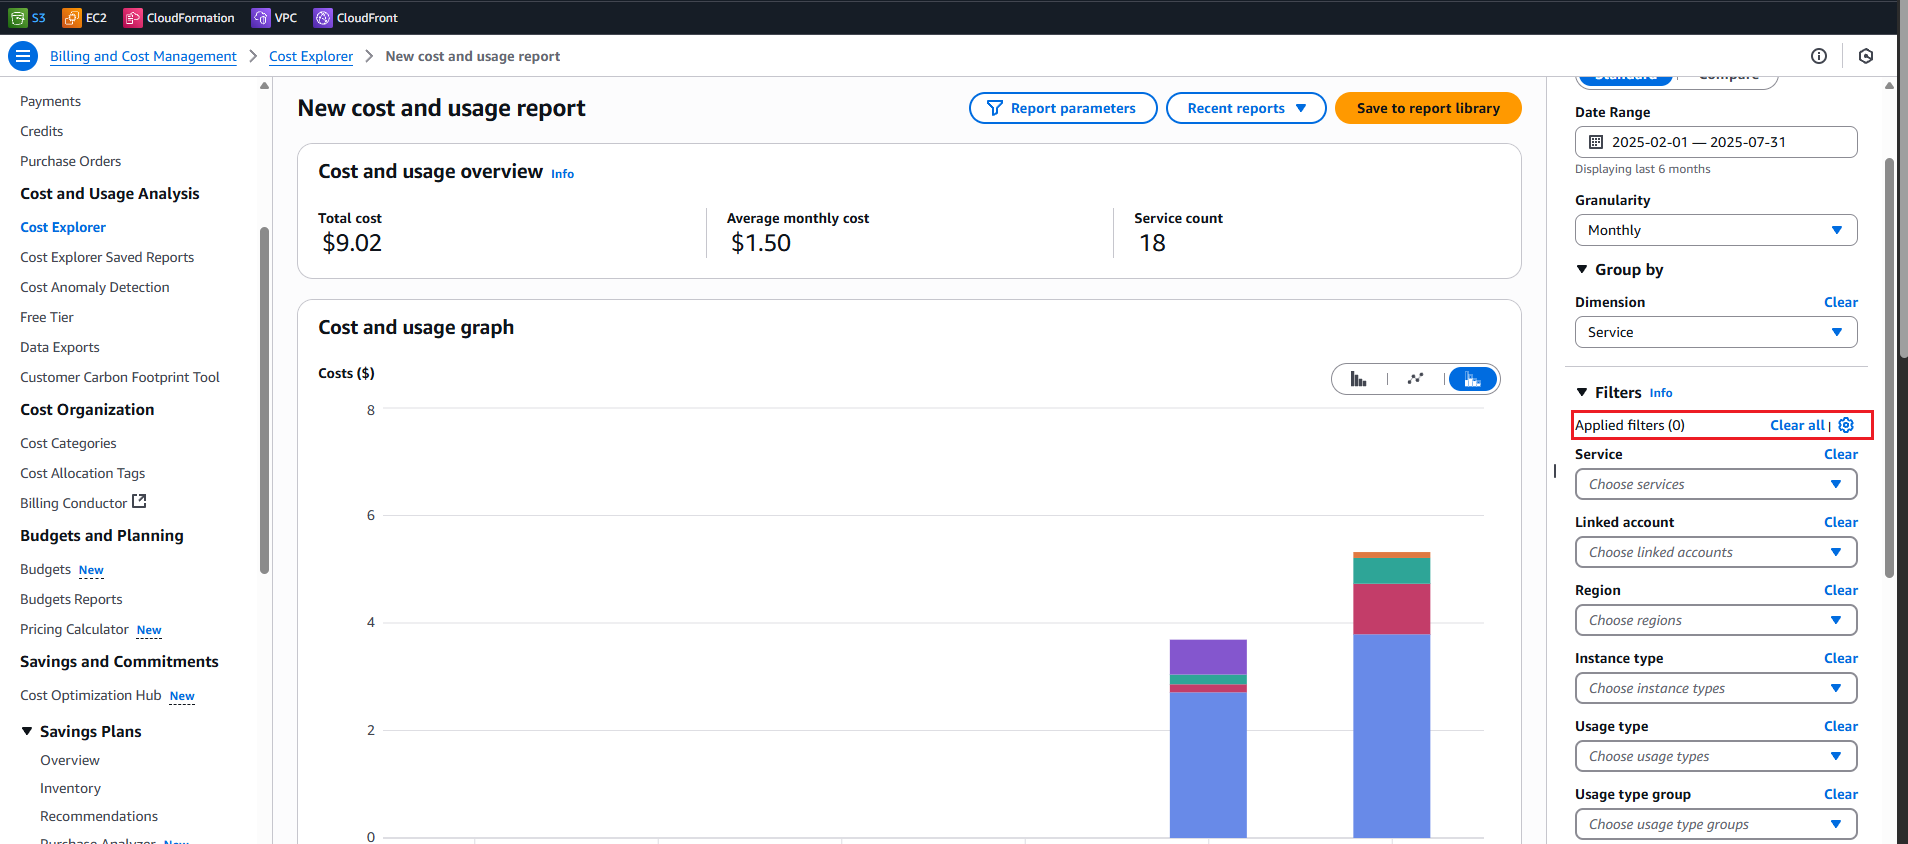 S3 EC2 CloudFormation VPC CloudFront
Billing and Cost Management > Cost Explorer > New cost and usage report
Payments
Credits
Purchase Orders
Cost and Usage Analysis
Cost Explorer
Cost Explorer Saved Reports
Cost Anomaly Detection
Free Tier
Data Exports
Customer Carbon Footprint Tool
Cost Organization
Cost Categories
Cost Allocation Tags
Billing Conductor
Budgets and Planning
Budgets New
Budgets Reports
Pricing Calculator New
Savings and Commitments
Cost Optimization Hub New
Savings Plans
Overview
Inventory
Recommendations
Purchase Analyzer New
New cost and usage report
Report parameters
Recent reports
Save to report library
Cost and usage overview Info
Total cost
$9.02
Average monthly cost
$1.50
Service count
18
Cost and usage graph
Costs ($)
8
6
4
2
0
Standard Compare
Date Range
2025-02-01 — 2025-07-31
Displaying last 6 months
Granularity
Monthly
Group by
Dimension Clear
Service
Filters Info
Applied filters (0) Clear all |
Service Clear
Choose services
Linked account Clear
Choose linked accounts
Region Clear
Choose regions
Instance type Clear
Choose instance types
Usage type Clear
Choose usage types
Usage type group Clear
Choose usage type groups